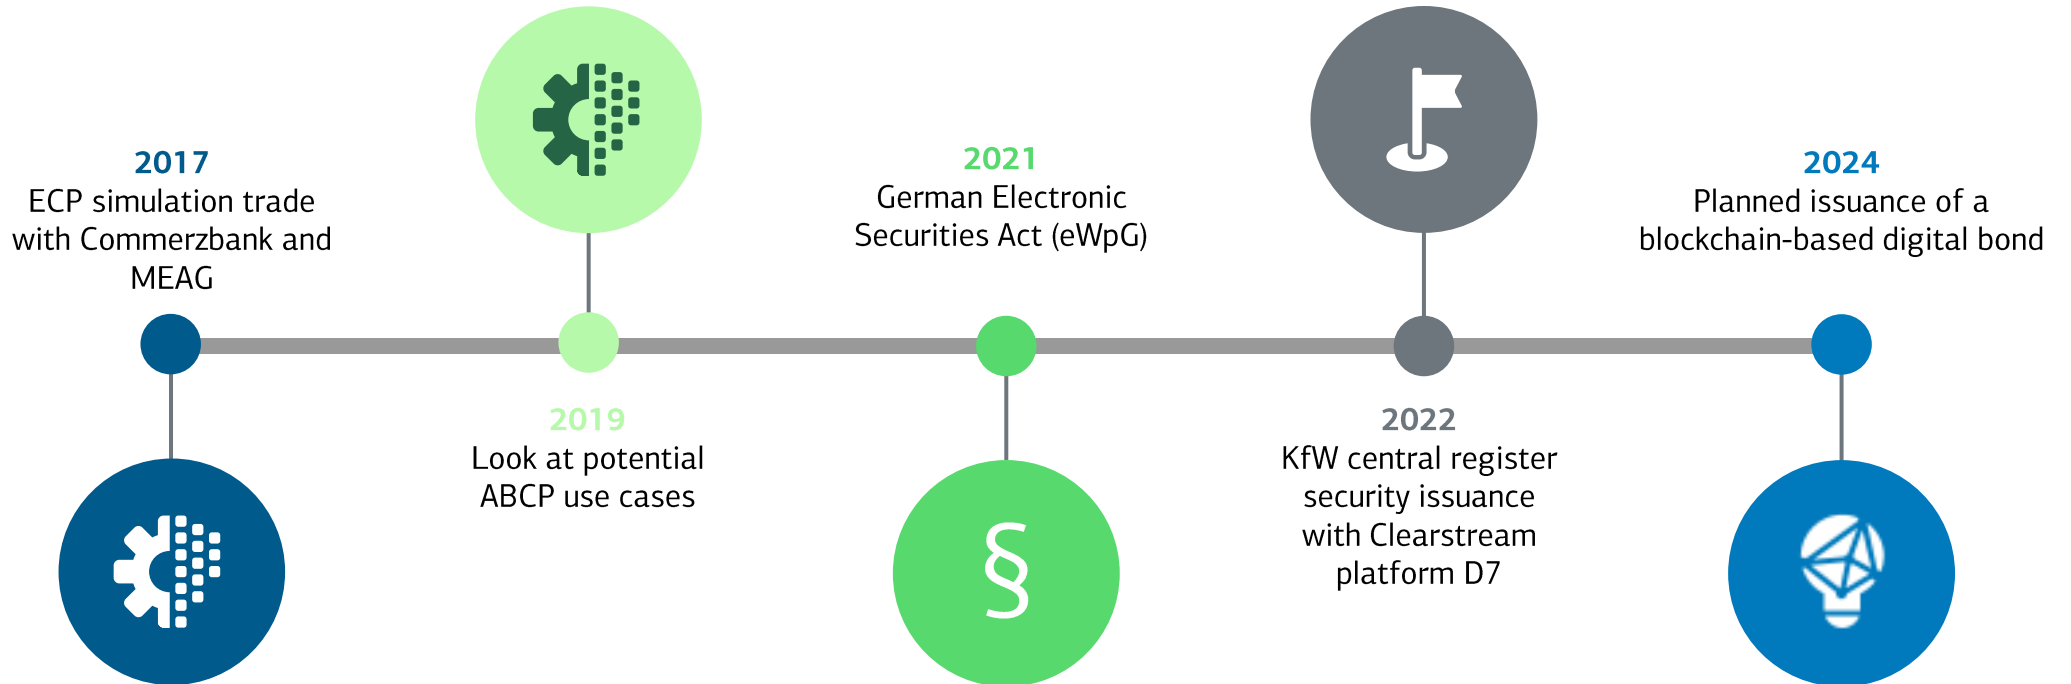 2017
ECP simulation trade
with Commerzbank and
MEAG
2019
Look at potential
ABCP use cases
2021
German Electronic
Securities Act (eWpG)
§
2022
KfW central register
security issuance
with Clearstream
platform D7
2024
Planned issuance of a
blockchain-based digital bond